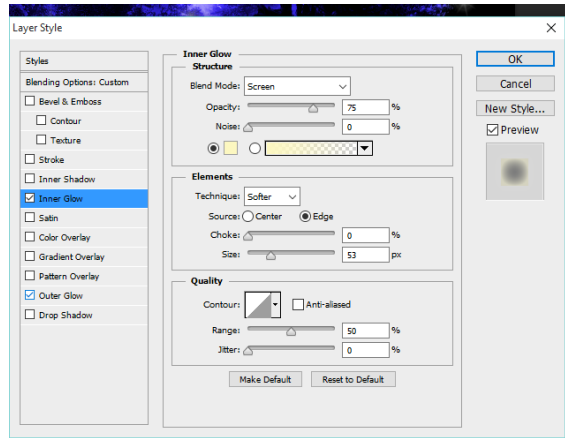 Layer Style
Styles
Blending Options: Custom
Bevel & Emboss
Contour
Texture
Stroke
Inner Shadow
Inner Glow
Satin
Color Overlay
Gradient Overlay
Pattern Overlay
Outer Glow
Drop Shadow
Inner Glow
Structure
Blend Mode: Screen
Opacity: 75 %
Noise: 0 %
Elements
Technique: Softer
Source: Center Edge
Choke: 0 %
Size: 53 px
Quality
Contour: Anti-aliased
Range: 50 %
Jitter: 0 %
Make Default Reset to Default
OK
Cancel
New Style...
Preview